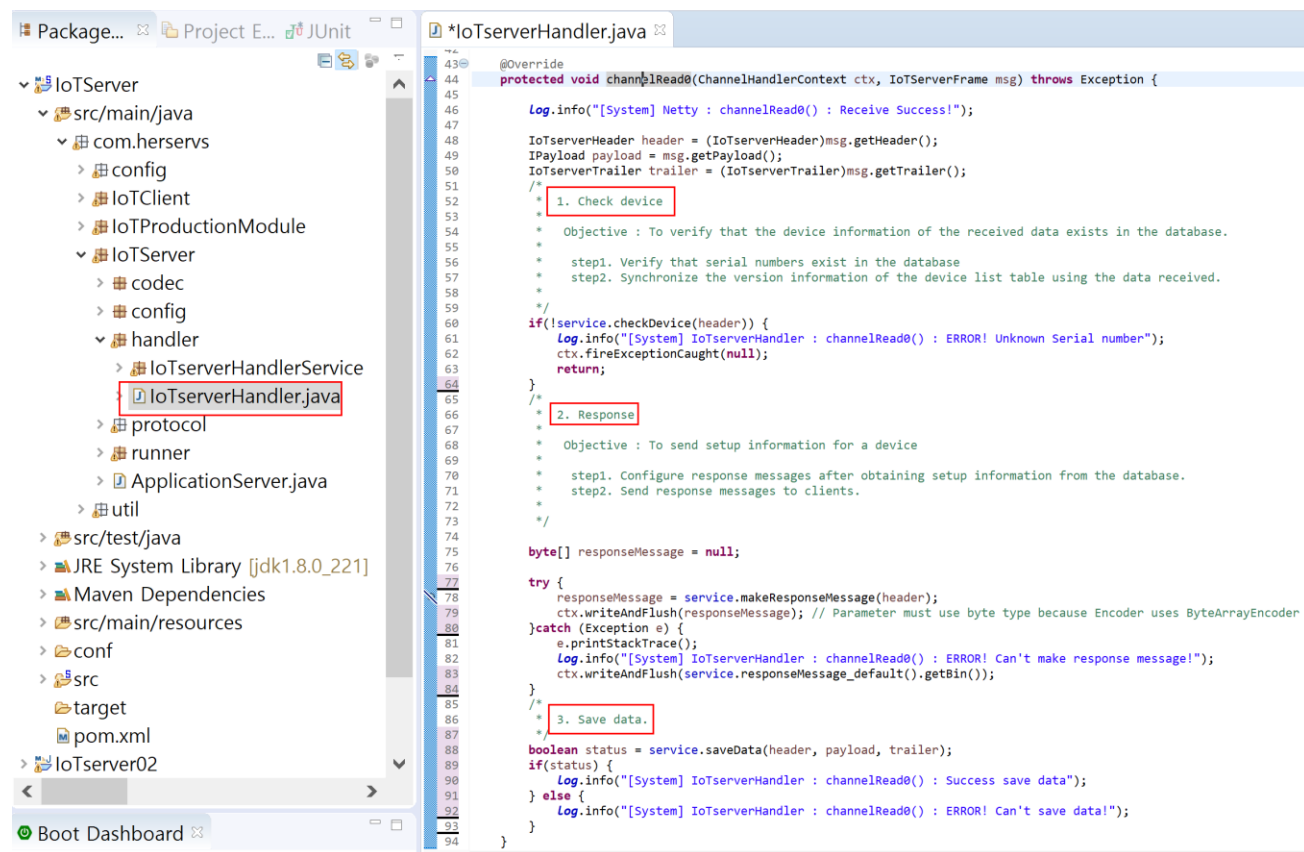 Package...
Project E...
JUnit
IoTServer
src/main/java
com.herservs
config
IoTClient
IoTProductionModule
IoTServer
codec
config
handler
IoTserverHandlerService
IoTserverHandler.java
protocol
runner
ApplicationServer.java
util
src/test/java
JRE System Library [jdk1.8.0_221]
Maven Dependencies
src/main/resources
conf
src
target
pom.xml
IoTserver02
Boot Dashboard
*IoTserverHandler.java
42
43 @Override
44 protected void channelRead0(ChannelHandlerContext ctx, IoTServerFrame msg) throws Exception {
45
46 Log.info("[System] Netty : channelRead0() : Receive Success!");
47
48 IoTserverHeader header = (IoTserverHeader)msg.getHeader();
49 IPayload payload = msg.getPayload();
50 IoTserverTrailer trailer = (IoTserverTrailer)msg.getTrailer();
51 /*
52 * 1. Check device
53 *
54 * Objective : To verify that the device information of the received data exists in the database.
55 *
56 * step1. Verify that serial numbers exist in the database
57 * step2. Synchronize the version information of the device list table using the data received.
58 *
59 */
60 if(!service.checkDevice(header)) {
61 Log.info("[System] IoTserverHandler : channelRead0() : ERROR! Unknown Serial number");
62 ctx.fireExceptionCaught(null);
63 return;
64 }
65 /*
66 * 2. Response
67 *
68 * Objective : To send setup information for a device
69 *
70 * step1. Configure response messages after obtaining setup information from the database.
71 * step2. Send response messages to clients.
72 *
73 */
74
75 byte[] responseMessage = null;
76
77 try {
78 responseMessage = service.makeResponseMessage(header);
79 ctx.writeAndFlush(responseMessage); // Parameter must use byte type because Encoder uses ByteArrayEncoder
80 }catch (Exception e) {
81 e.printStackTrace();
82 Log.info("[System] IoTserverHandler : channelRead0() : ERROR! Can't make response message!");
83 ctx.writeAndFlush(service.responseMessage_default().getBin());
84 }
85 /*
86 * 3. Save data.
87 */
88 boolean status = service.saveData(header, payload, trailer);
89 if(status) {
90 Log.info("[System] IoTserverHandler : channelRead0() : Success save data");
91 } else {
92 Log.info("[System] IoTserverHandler : channelRead0() : ERROR! Can't save data!");
93 }
94 }